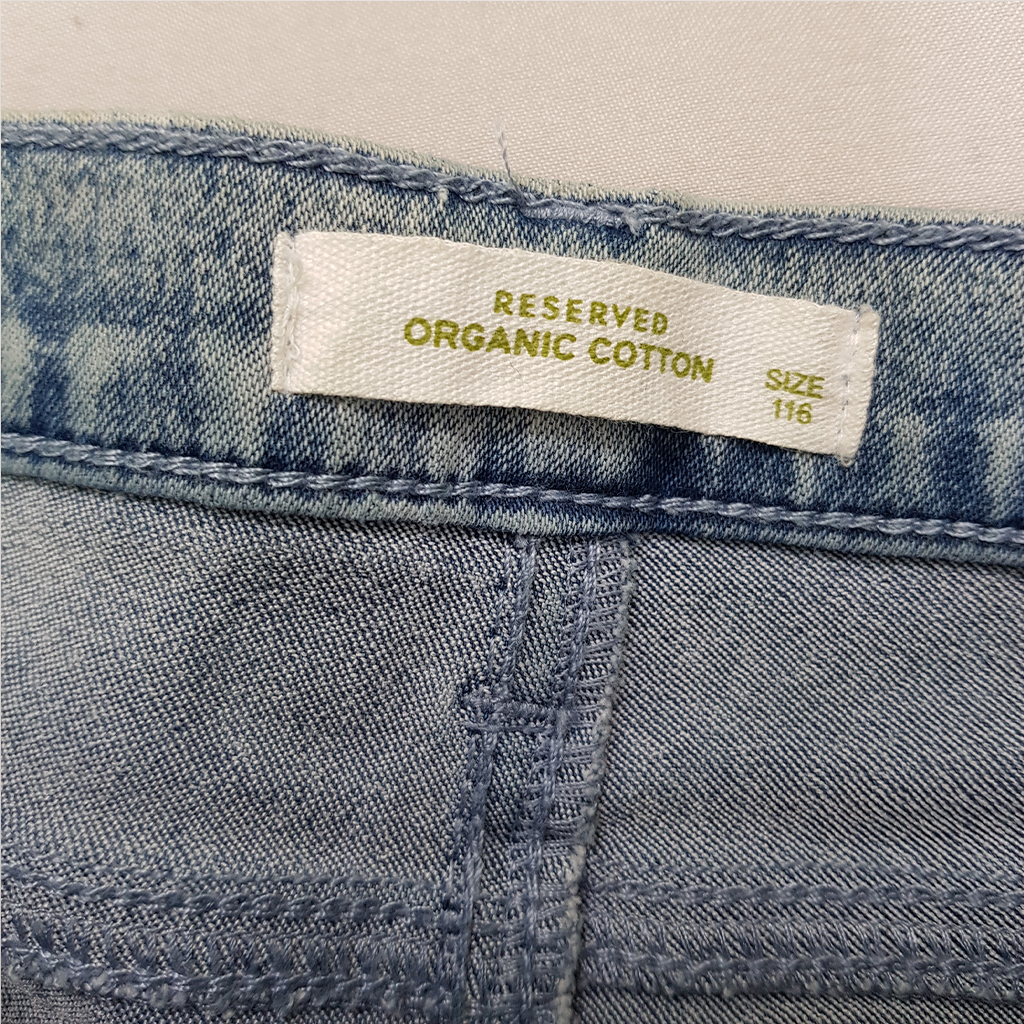 RESERVED
ORGANIC COTTON
SIZE
116